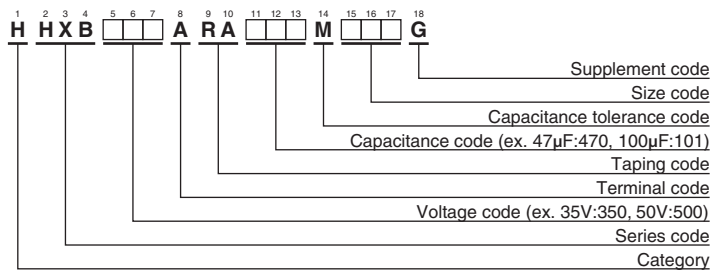 1 2 3 4 5 6 7 8 9 10 11 12 13 14 15 16 17 18
H HXB □□□ A RA □□□ M □□□ G
Supplement code
Size code
Capacitance tolerance code
Capacitance code (ex. 47µF:470, 100µF:101)
Taping code
Terminal code
Voltage code (ex. 35V:350, 50V:500)
Series code
Category